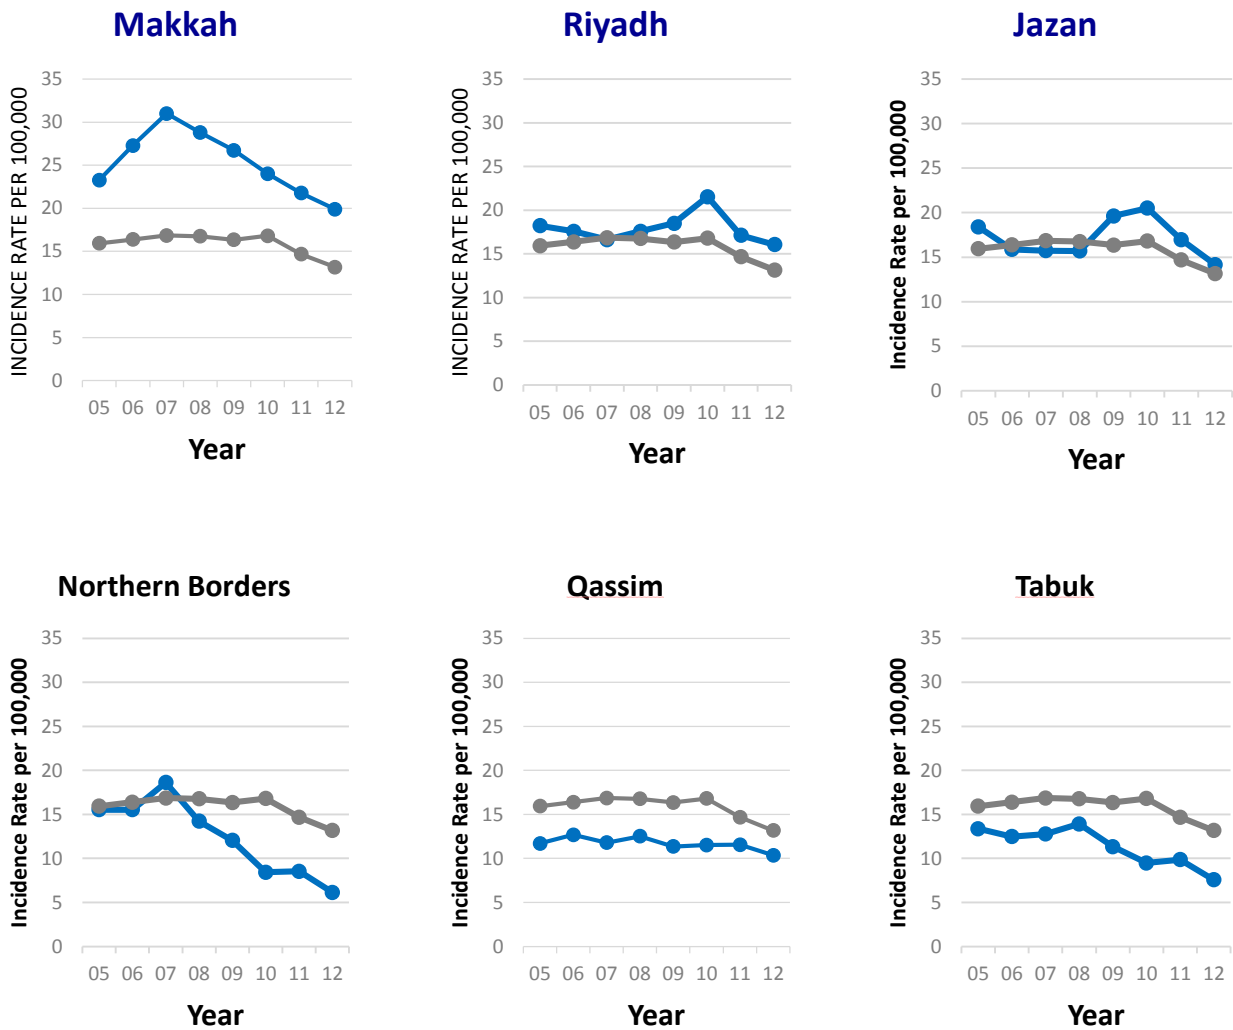 Makkah
Riyadh
Jazan
INCIDENCE RATE PER 100,000
35
30
25
20
15
10
5
0
05 06 07 08 09 10 11 12
Year
INCIDENCE RATE PER 100,000
35
30
25
20
15
10
5
0
05 06 07 08 09 10 11 12
Year
Incidence Rate per 100,000
35
30
25
20
15
10
5
0
05 06 07 08 09 10 11 12
Year
Northern Borders
Qassim
Tabuk
Incidence Rate per 100,000
35
30
25
20
15
10
5
0
05 06 07 08 09 10 11 12
Year
Incidence Rate per 100,000
35
30
25
20
15
10
5
0
05 06 07 08 09 10 11 12
Year
Incidence Rate per 100,000
35
30
25
20
15
10
5
0
05 06 07 08 09 10 11 12
Year